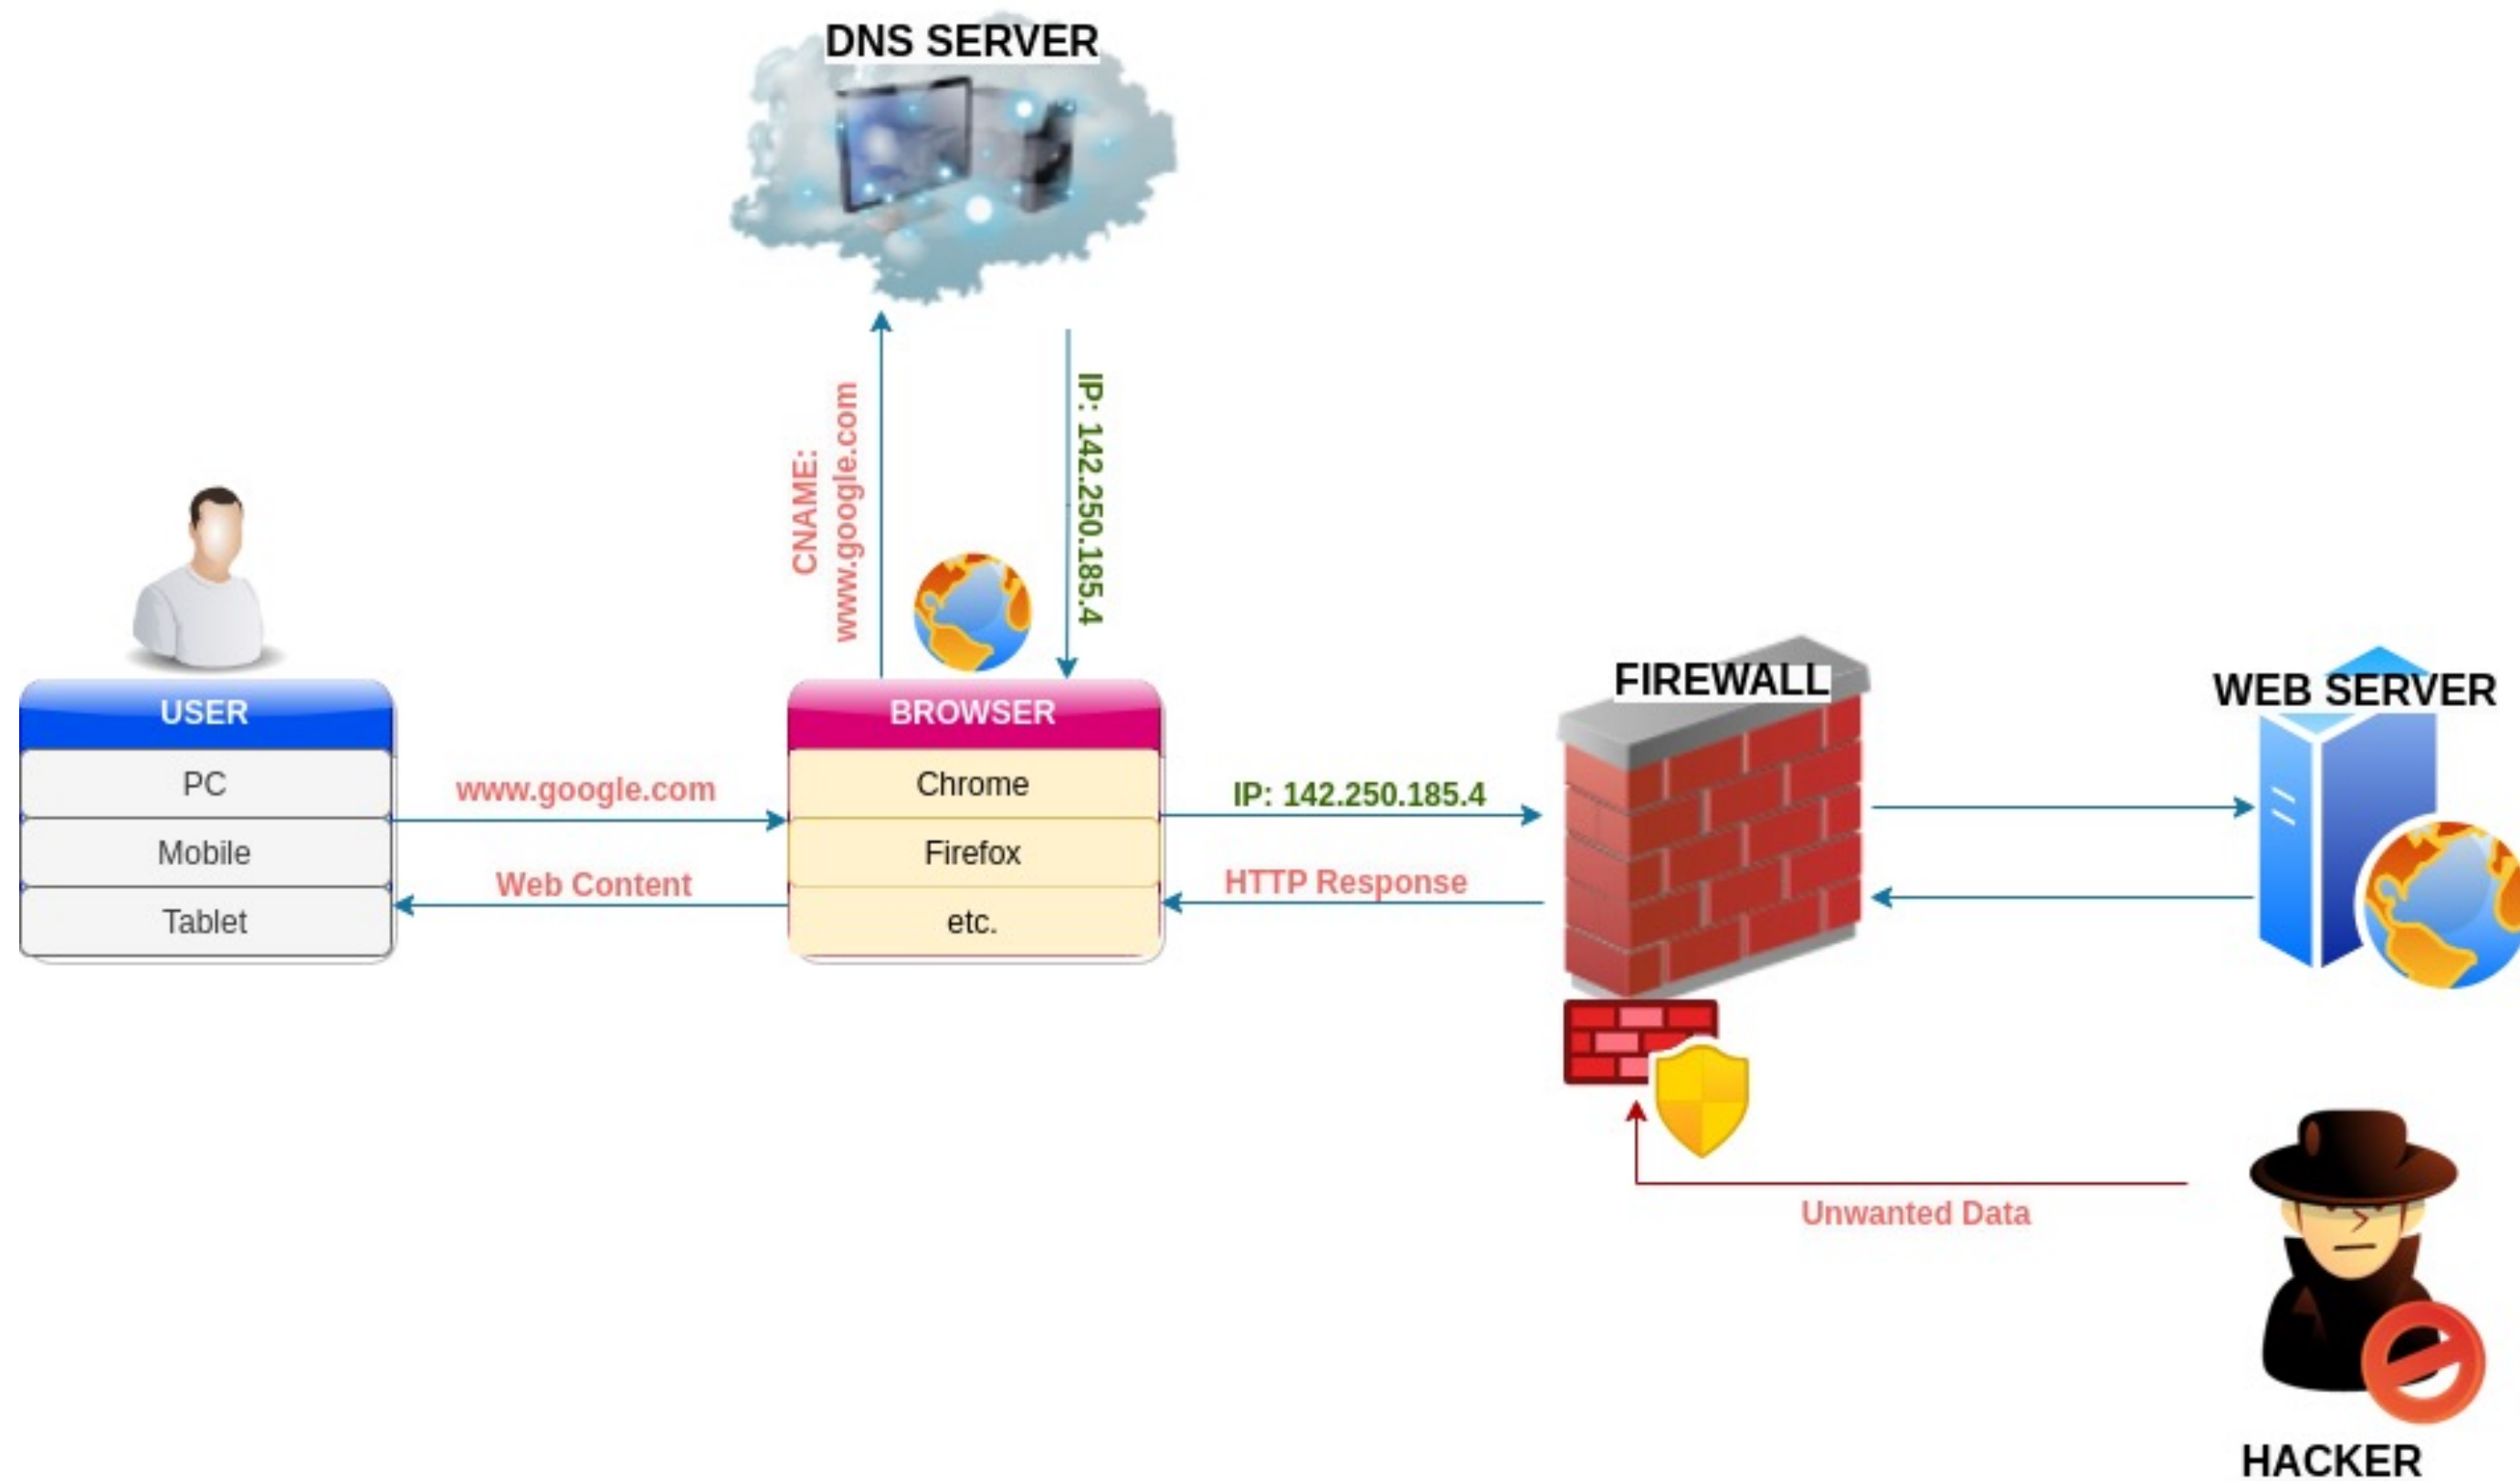 DNS SERVER
CNAME:
www.google.com
IP: 142.250.185.4
USER
PC
Mobile
Tablet
www.google.com
Web Content
BROWSER
Chrome
Firefox
etc.
IP: 142.250.185.4
HTTP Response
FIREWALL
WEB SERVER
Unwanted Data
HACKER